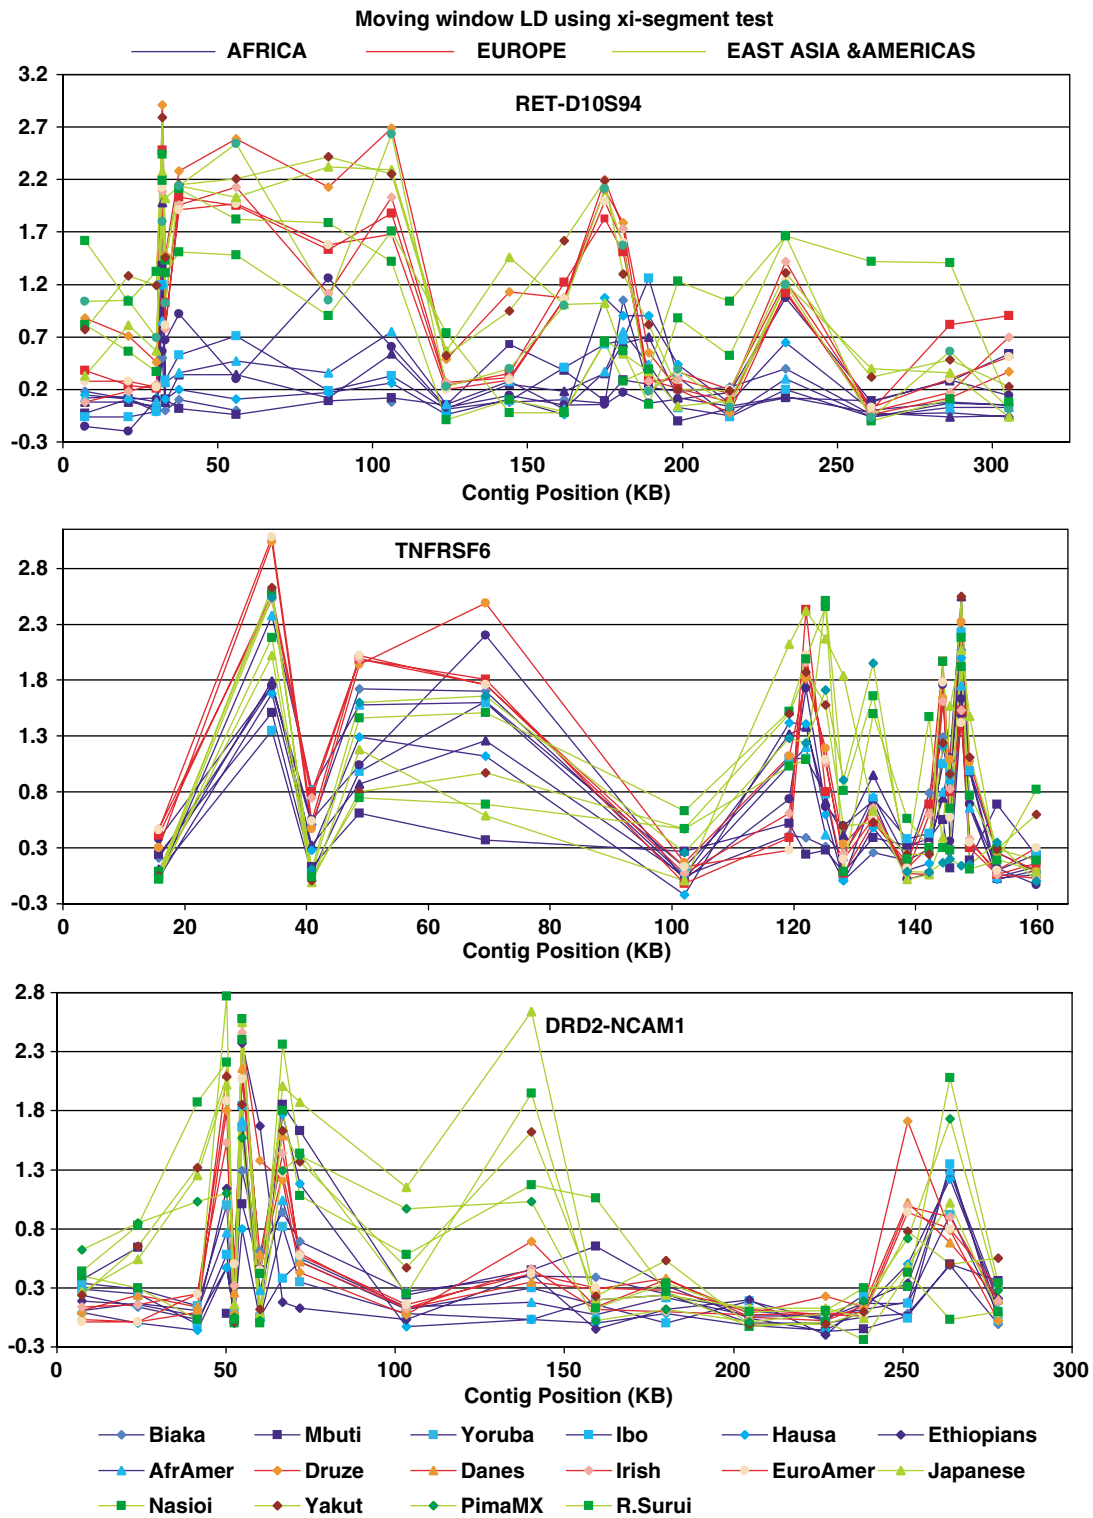 Moving window LD using xi-segment test
AFRICA EUROPE EAST ASIA &AMERICAS
RET-D10S94
3.2
2.7
2.2
1.7
1.2
0.7
0.2
-0.3
0 50 100 150 200 250 300
Contig Position (KB)
TNFRSF6
2.8
2.3
1.8
1.3
0.8
0.3
-0.3
0 20 40 60 80 100 120 140 160
Contig Position (KB)
DRD2-NCAM1
2.8
2.3
1.8
1.3
0.8
0.3
-0.3
0 50 100 150 200 250 300
Contig Position (KB)
Biaka Mbuti Yoruba Ibo Hausa Ethiopians
AfrAmer Druze Danes Irish EuroAmer Japanese
Nasioi Yakut PimaMX R.Surui